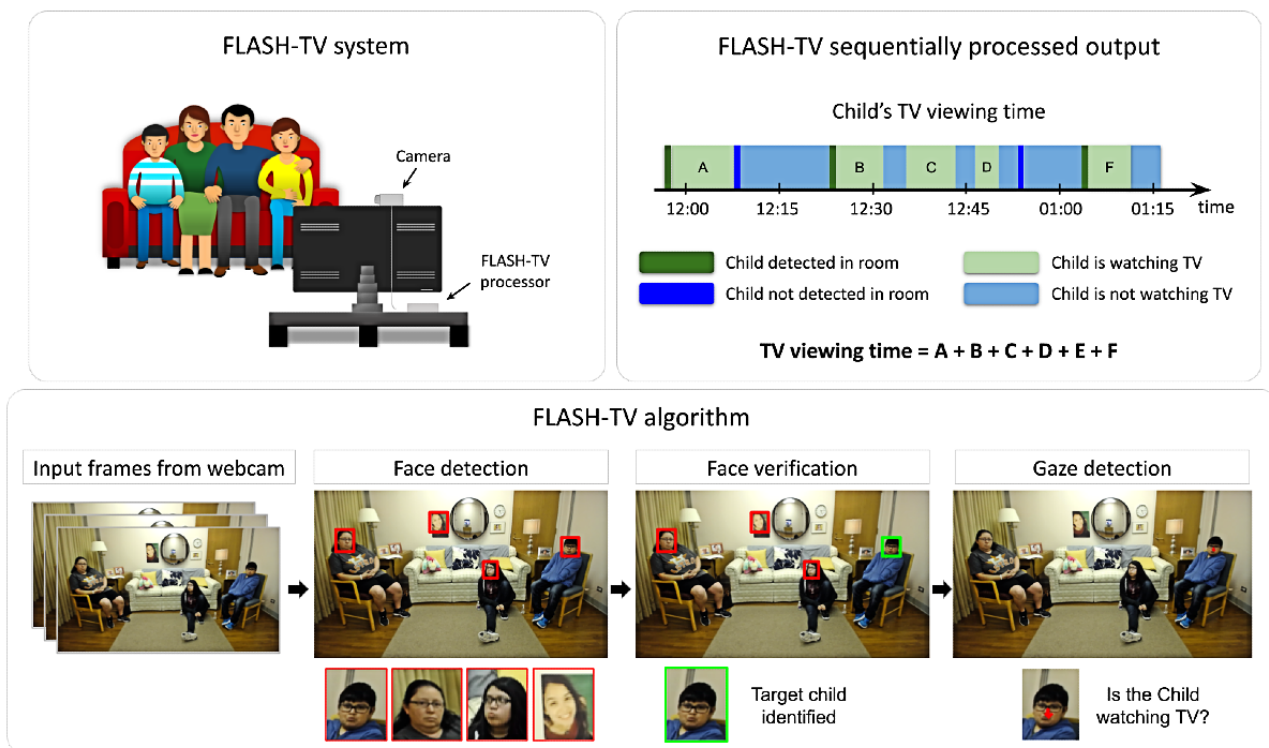 FLASH-TV system
Camera
FLASH-TV
processor
FLASH-TV sequentially processed output
Child's TV viewing time
A
B
C
D
F
12:00
12:15
12:30
12:45
01:00
01:15
time
Child detected in room
Child is watching TV
Child not detected in room
Child is not watching TV
TV viewing time = A + B + C + D + E + F
FLASH-TV algorithm
Input frames from webcam
Face detection
Face verification
Gaze detection
Target child
identified
Is the Child
watching TV?